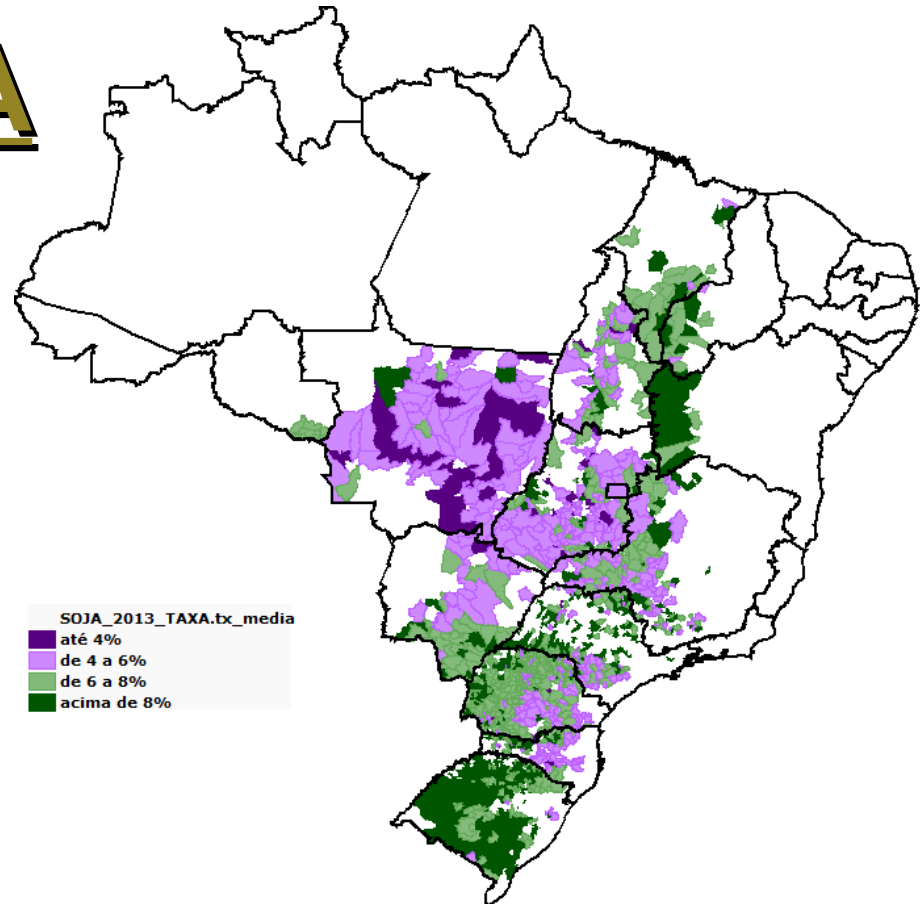 A
SOJA_2013_TAXA.tx_media
até 4%
de 4 a 6%
de 6 a 8%
acima de 8%